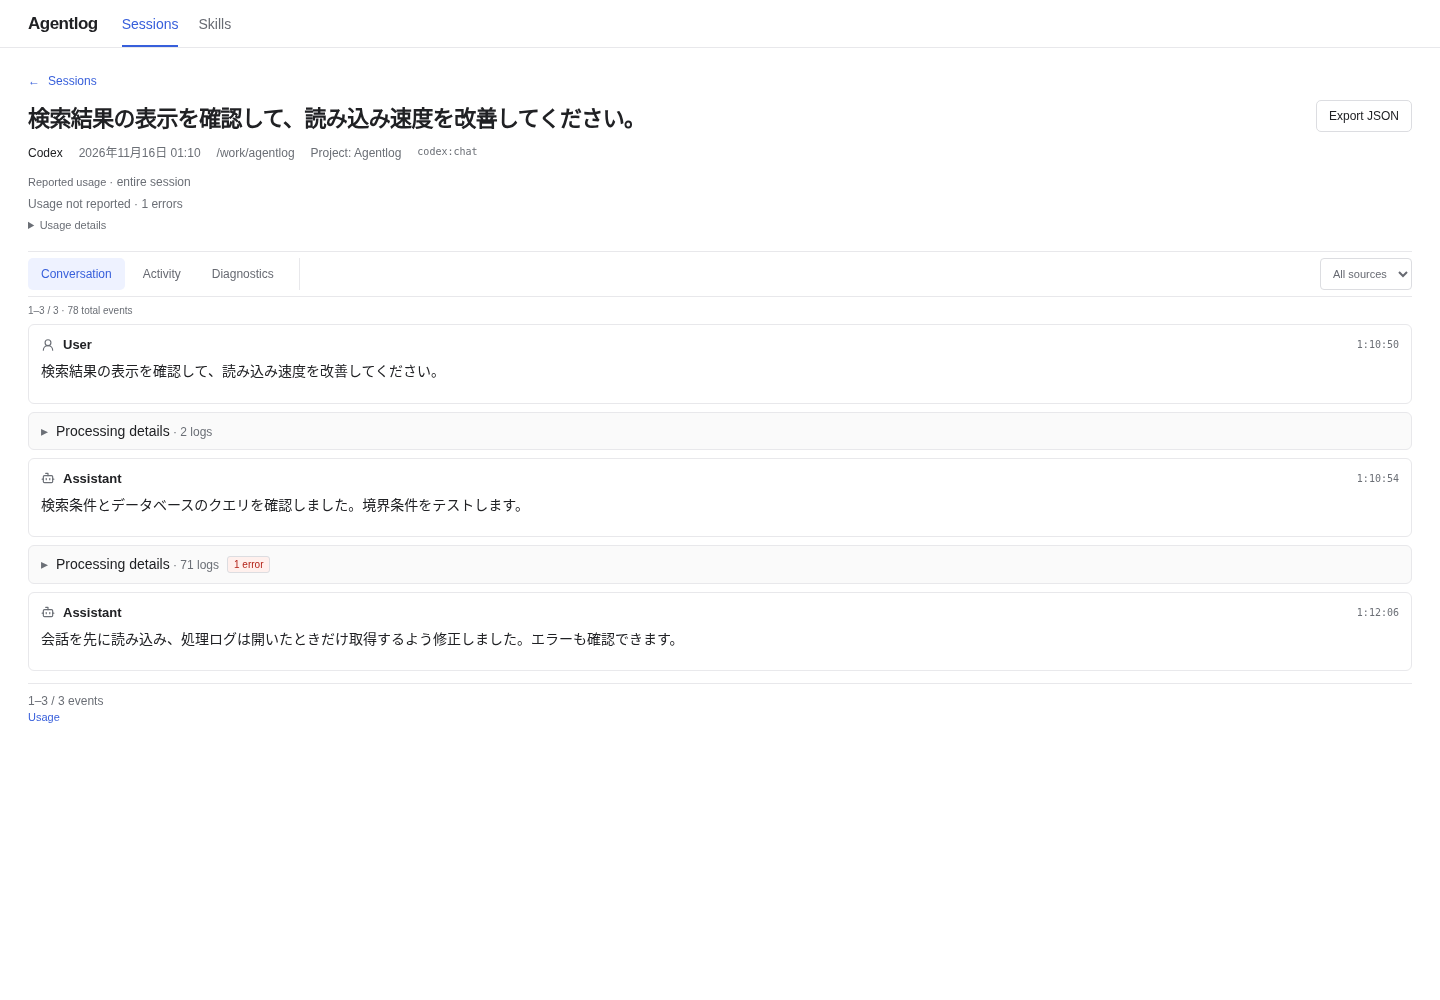 Agentlog Sessions Skills
← Sessions
検索結果の表示を確認して、読み込み速度を改善してください。
Export JSON
Codex 2026年11月16日 01:10 /work/agentlog Project: Agentlog codex:chat
Reported usage · entire session
Usage not reported · 1 errors
▶ Usage details
Conversation Activity Diagnostics All sources
1–3 / 3 · 78 total events
User 1:10:50
検索結果の表示を確認して、読み込み速度を改善してください。
▶ Processing details · 2 logs
Assistant 1:10:54
検索条件とデータベースのクエリを確認しました。境界条件をテストします。
▶ Processing details · 71 logs 1 error
Assistant 1:12:06
会話を先に読み込み、処理ログは開いたときだけ取得するよう修正しました。エラーも確認できます。
1–3 / 3 events
Usage